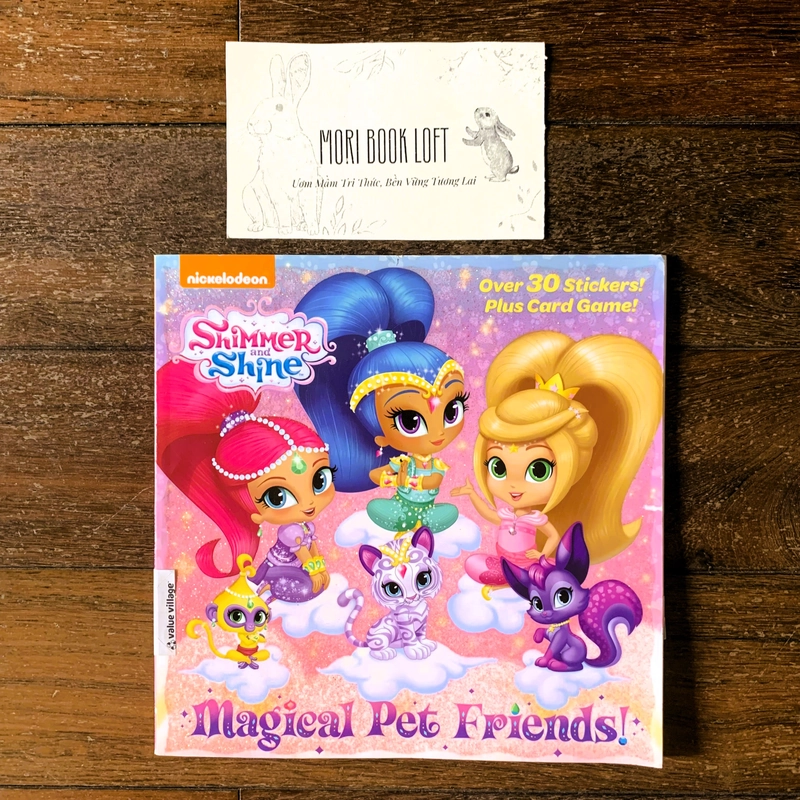 MORI BOOK LOFT
Ươm Mầm Tri Thức, Bền Vững Tương Lai
nickelodeon
Over 30 Stickers!
Plus Card Game!
Shimmer
and
Shine
value village
Magical Pet Friends!